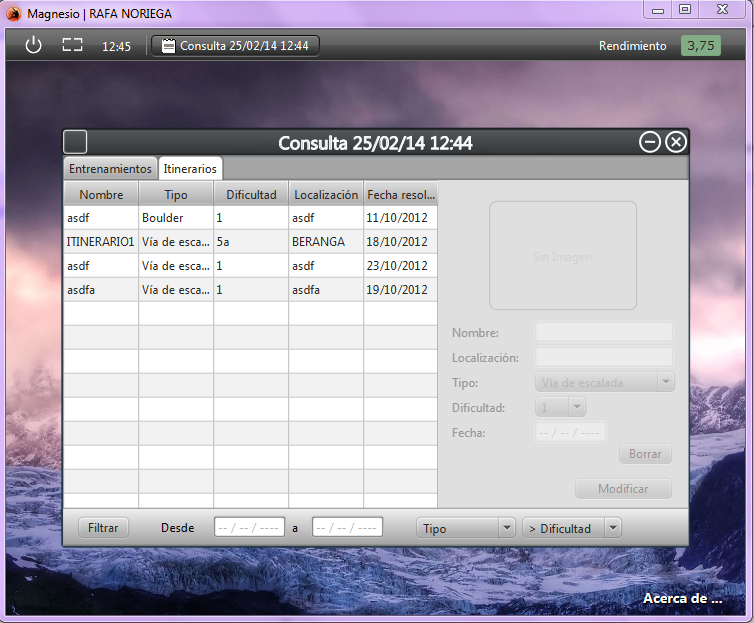 Magnesio | RAFA NORIEGA
12:45 Consulta 25/02/14 12:44 Rendimiento 3,75
Consulta 25/02/14 12:44
Entrenamientos Itinerarios
Nombre Tipo Dificultad Localización Fecha resol...
asdf Boulder 1 asdf 11/10/2012
ITINERARIO1 Vía de esca... 5a BERANGA 18/10/2012
asdf Vía de esca... 1 asdf 23/10/2012
asdfa Vía de esca... 1 asdfa 19/10/2012
Sin Imagen
Nombre:
Localización:
Tipo: Vía de escalada
Dificultad: 1
Fecha: -- / -- / ----
Borrar
Modificar
Filtrar Desde -- / -- / ---- a -- / -- / ---- Tipo > Dificultad
Acerca de ...